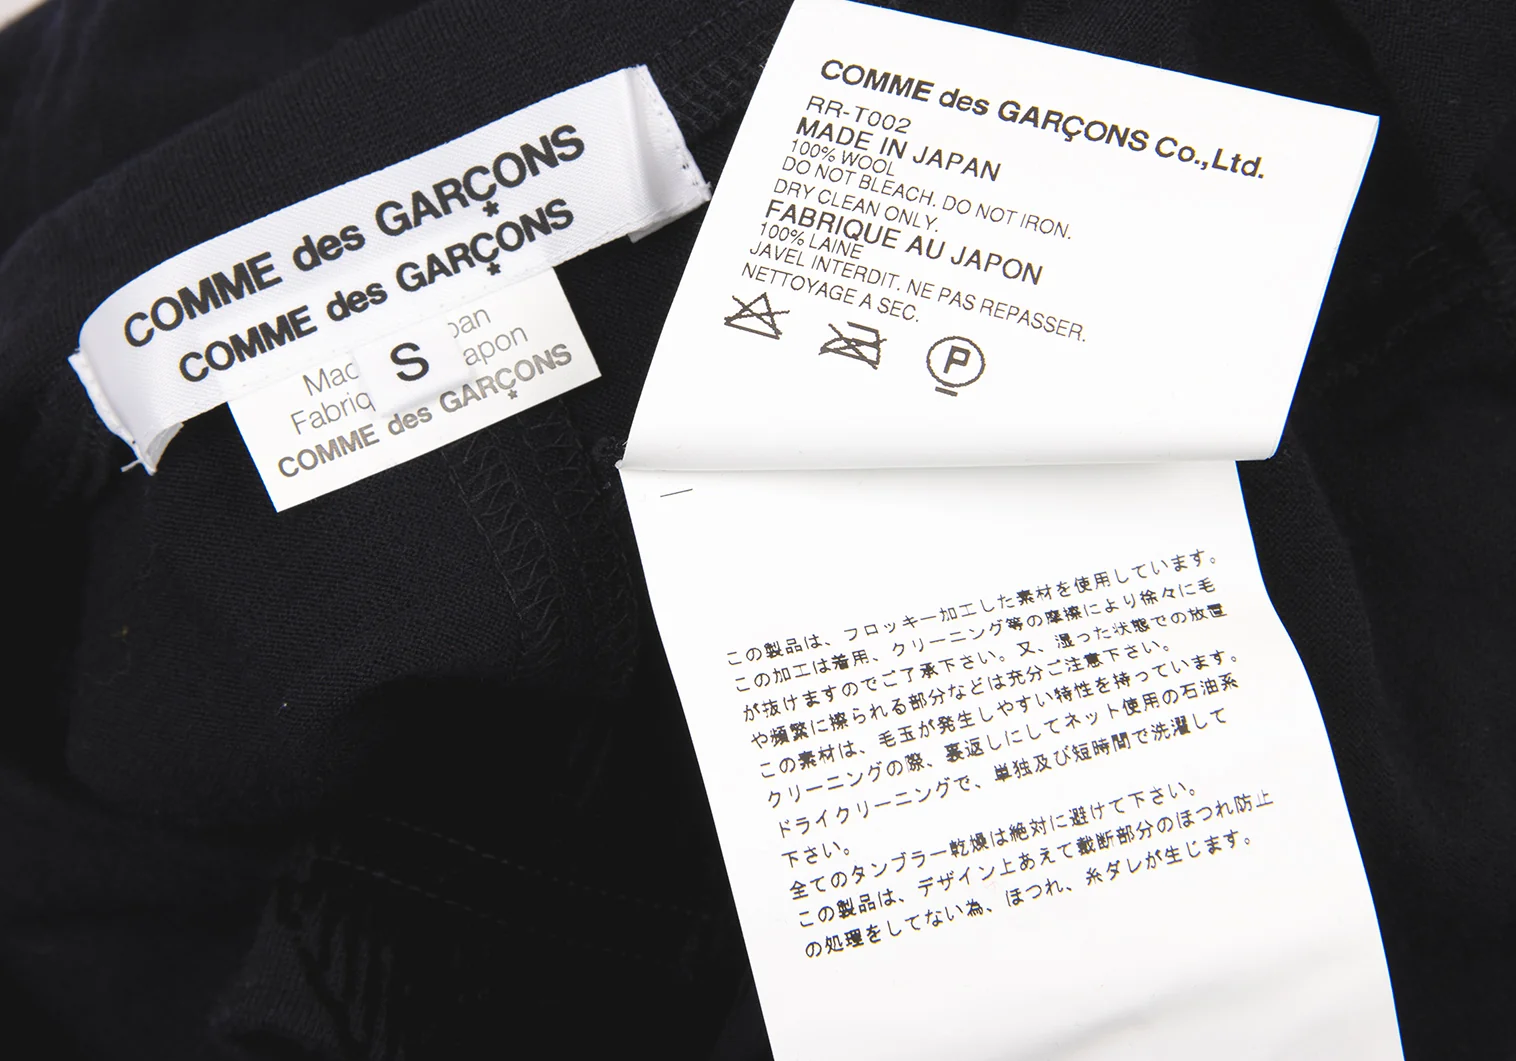 COMME des GARÇONS
*
COMME des GARÇONS
*
S
Made
pan
Fabriq
apon
COMME des GARÇONS
*
COMME des GARÇONS Co.,Ltd.
RR-T002
MADE IN JAPAN
100% WOOL
DO NOT BLEACH. DO NOT IRON.
DRY CLEAN ONLY.
FABRIQUE AU JAPON
100% LAINE
JAVEL INTERDIT. NE PAS REPASSER.
NETTOYAGE A SEC.
P
この製品は、フロッキー加工した素材を使用しています。
この加工は着用、クリーニング等の摩擦により徐々に毛
が抜けますのでご了承下さい。又、湿った状態での放置
や頻繁に擦られる部分などは充分ご注意下さい。
この素材は、毛玉が発生しやすい特性を持っています。
クリーニングの際、裏返しにしてネット使用の石油系
ドライクリーニングで、単独及び短時間で洗濯して
下さい。
全てのタンブラー乾燥は絶対に避けて下さい。
この製品は、デザイン上あえて裁断部分のほつれ防止
の処理をしてない為、ほつれ、糸ダレが生じます。